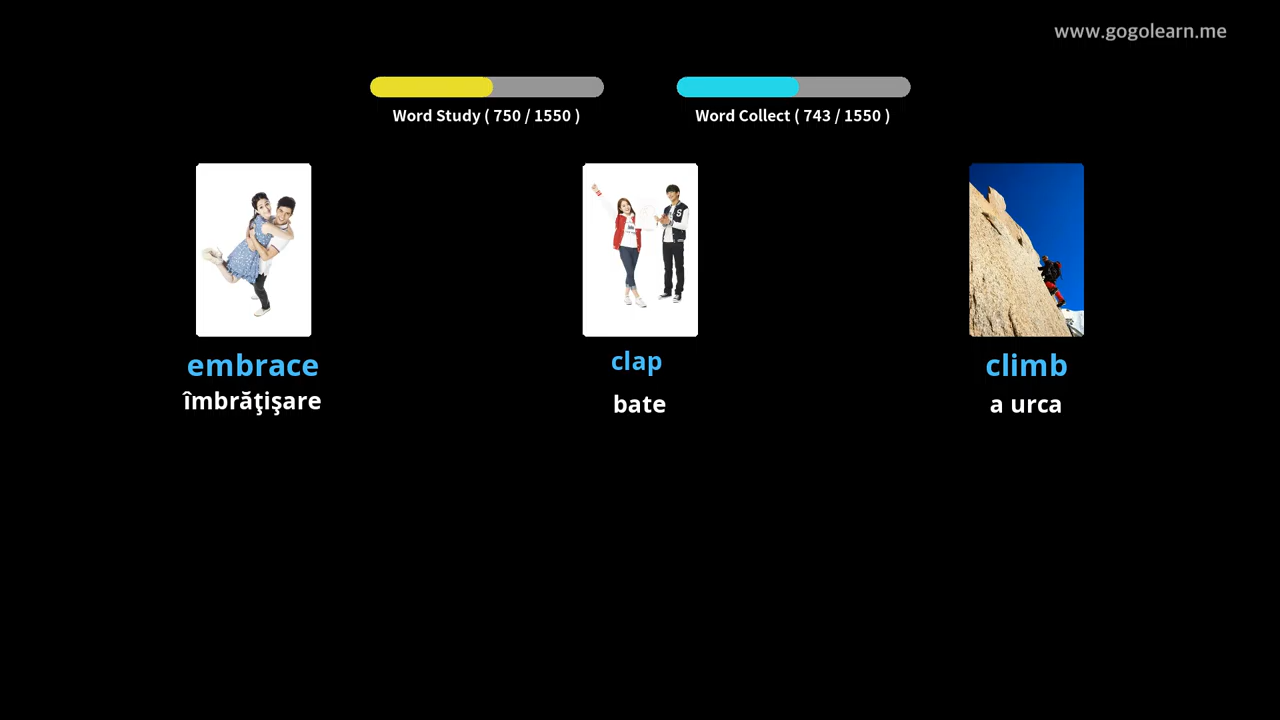 www.gogolearn.me
Word Study ( 750 / 1550 )
Word Collect ( 743 / 1550 )
embrace
îmbrăţişare
clap
bate
climb
a urca